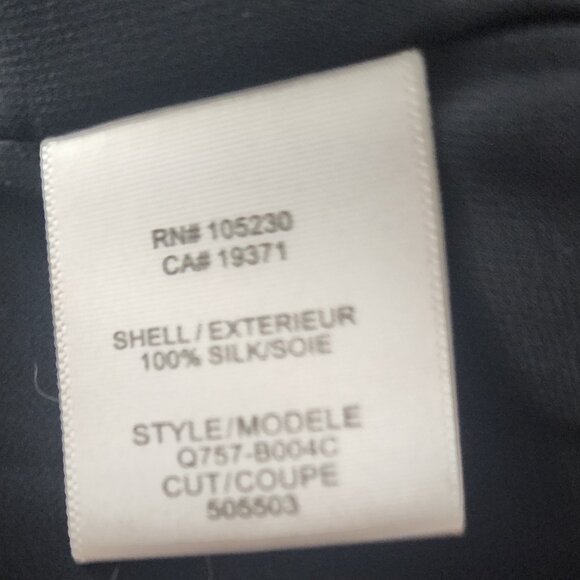 RN# 105230
CA# 19371
SHELL/EXTERIEUR
100% SILK/SOIE
STYLE/MODELE
Q757-B004C
CUT/COUPE
505503